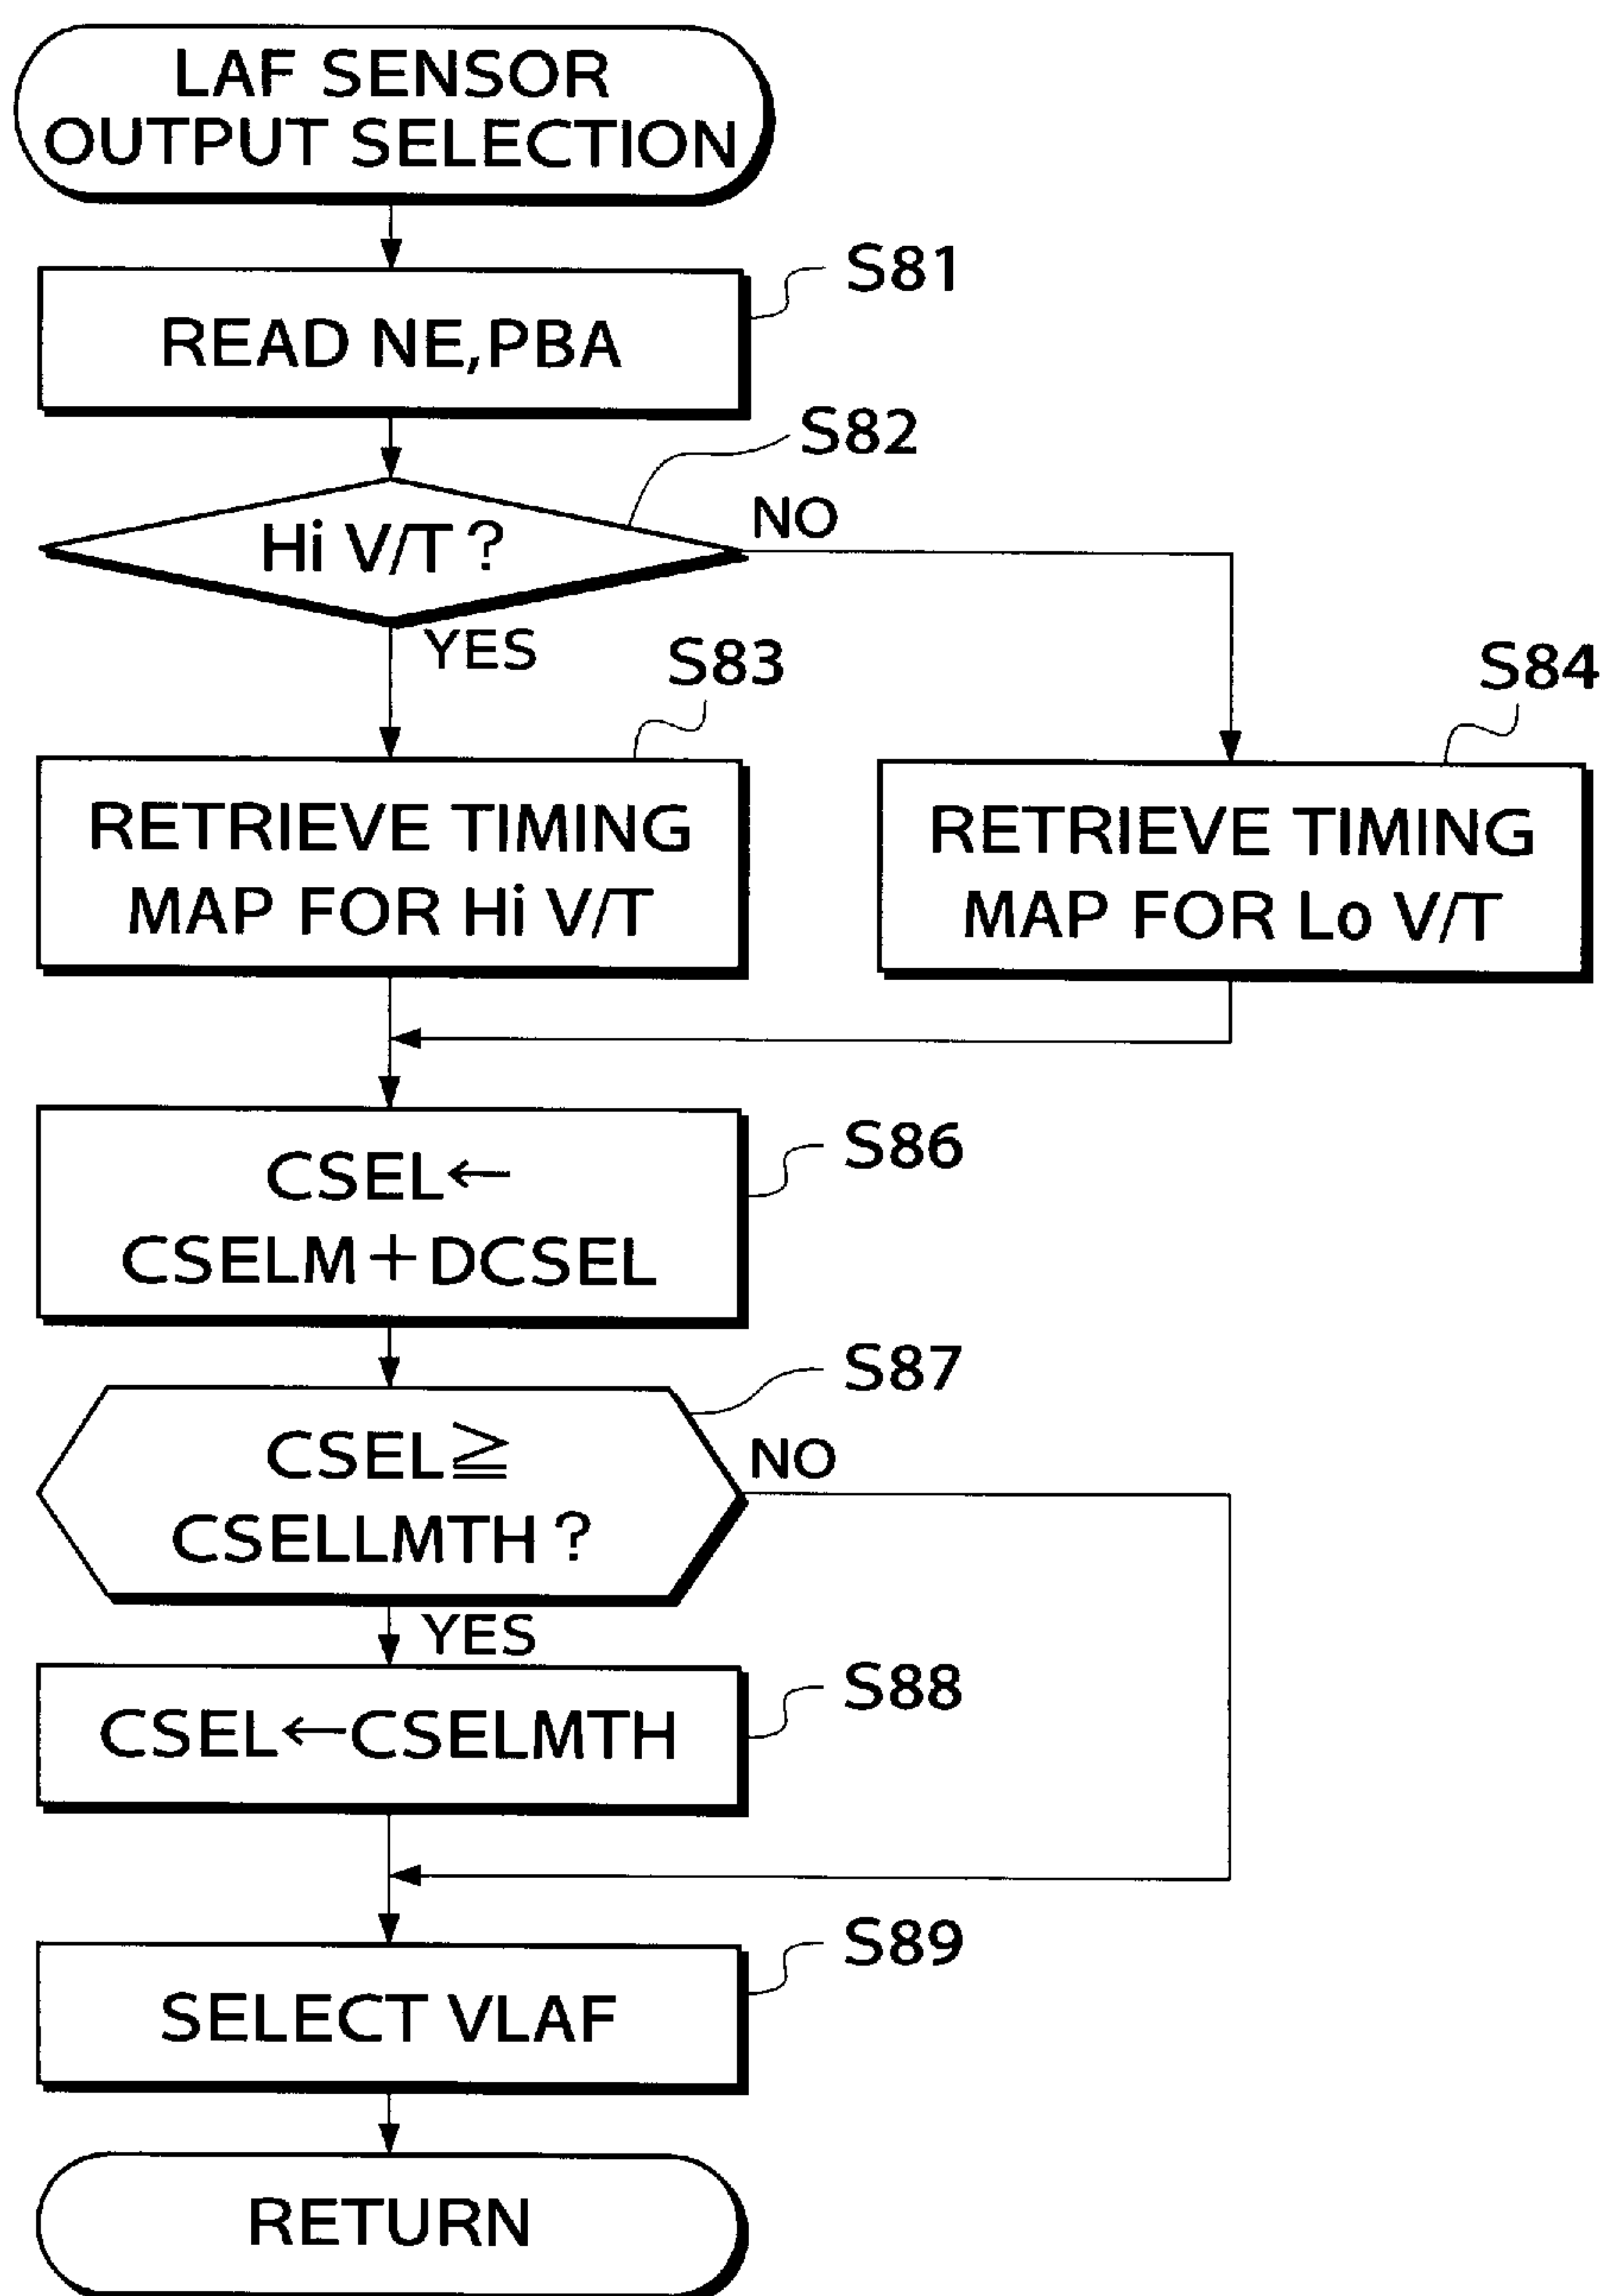 LAF SENSOR
OUTPUT SELECTION
S81
READ NE,PBA
S82
Hi V/T ?
NO
YES
S83
S84
RETRIEVE TIMING
MAP FOR Hi V/T
RETRIEVE TIMING
MAP FOR Lo V/T
S86
CSEL←
CSELM+DCSEL
S87
CSEL≧
CSELLMTH ?
NO
YES
S88
CSEL←CSELMTH
S89
SELECT VLAF
RETURN